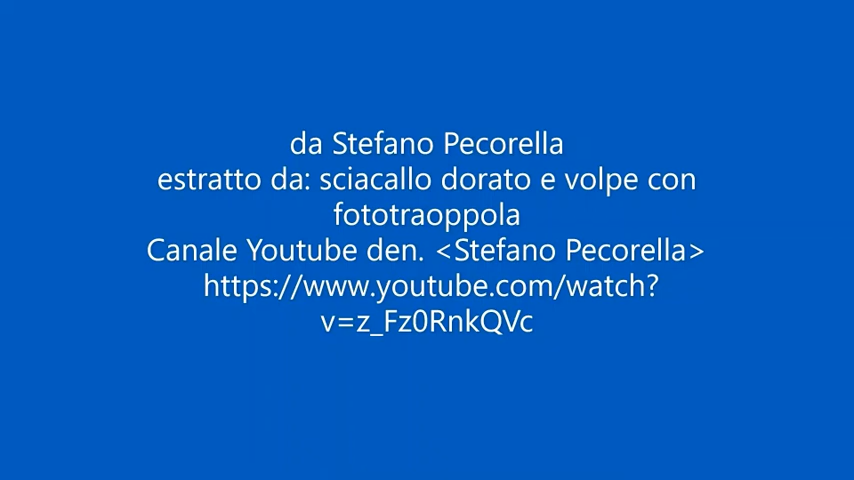 da Stefano Pecorella
estratto da: sciacallo dorato e volpe con
fototraoppola
Canale Youtube den. <Stefano Pecorella>
https://www.youtube.com/watch?
v=z_Fz0RnkQVc